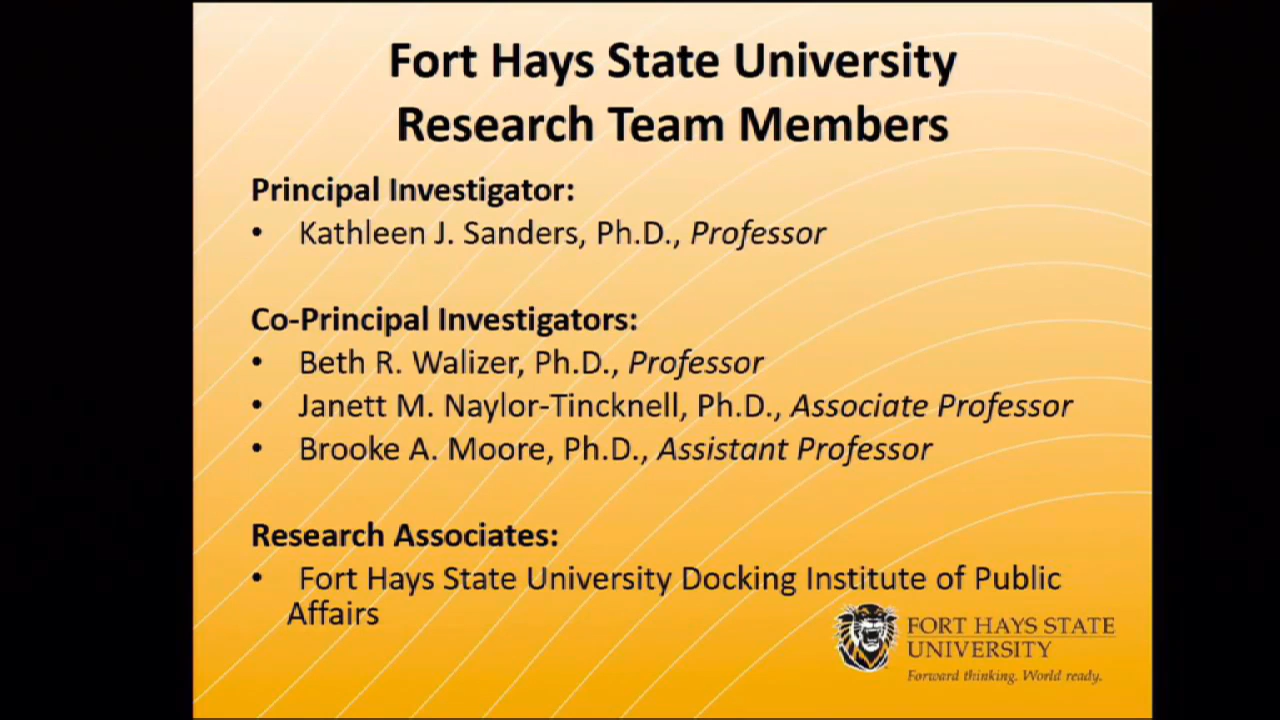 Fort Hays State University
Research Team Members
Principal Investigator:
• Kathleen J. Sanders, Ph.D., Professor
Co-Principal Investigators:
• Beth R. Walizer, Ph.D., Professor
• Janett M. Naylor-Tincknell, Ph.D., Associate Professor
• Brooke A. Moore, Ph.D., Assistant Professor
Research Associates:
• Fort Hays State University Docking Institute of Public
Affairs
FORT HAYS STATE
UNIVERSITY
Forward thinking. World ready.